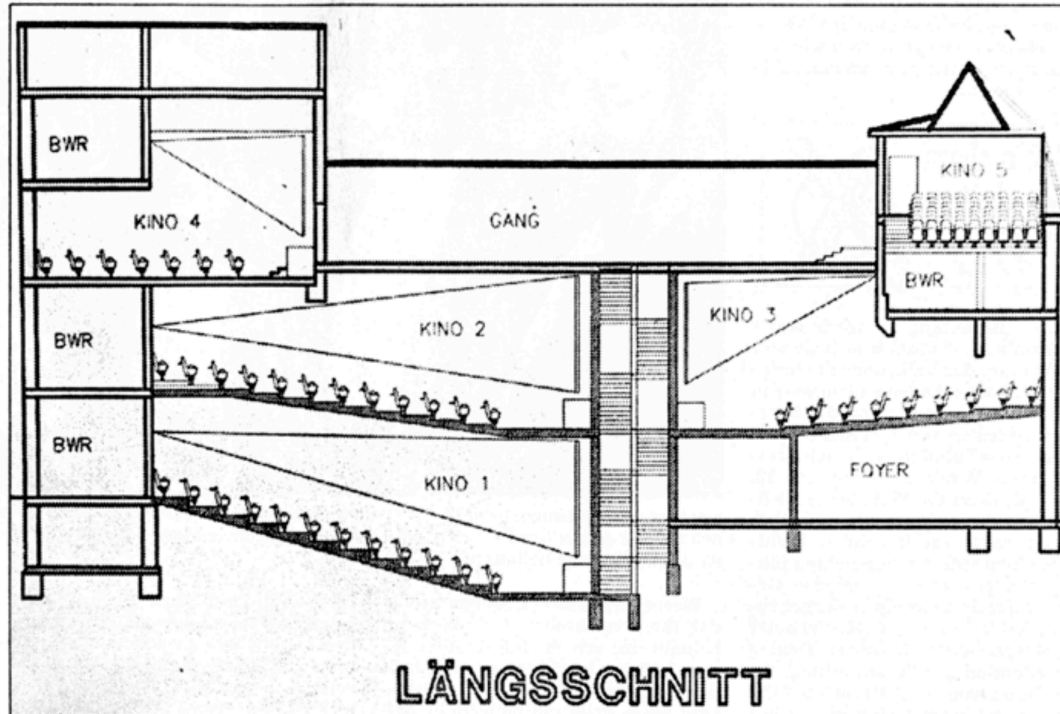 BWR
KINO 5
KINO 4
GANG
BWR
KINO 2
KINO 3
BWR
BWR
KINO 1
FOYER
LÄNGSSCHNITT